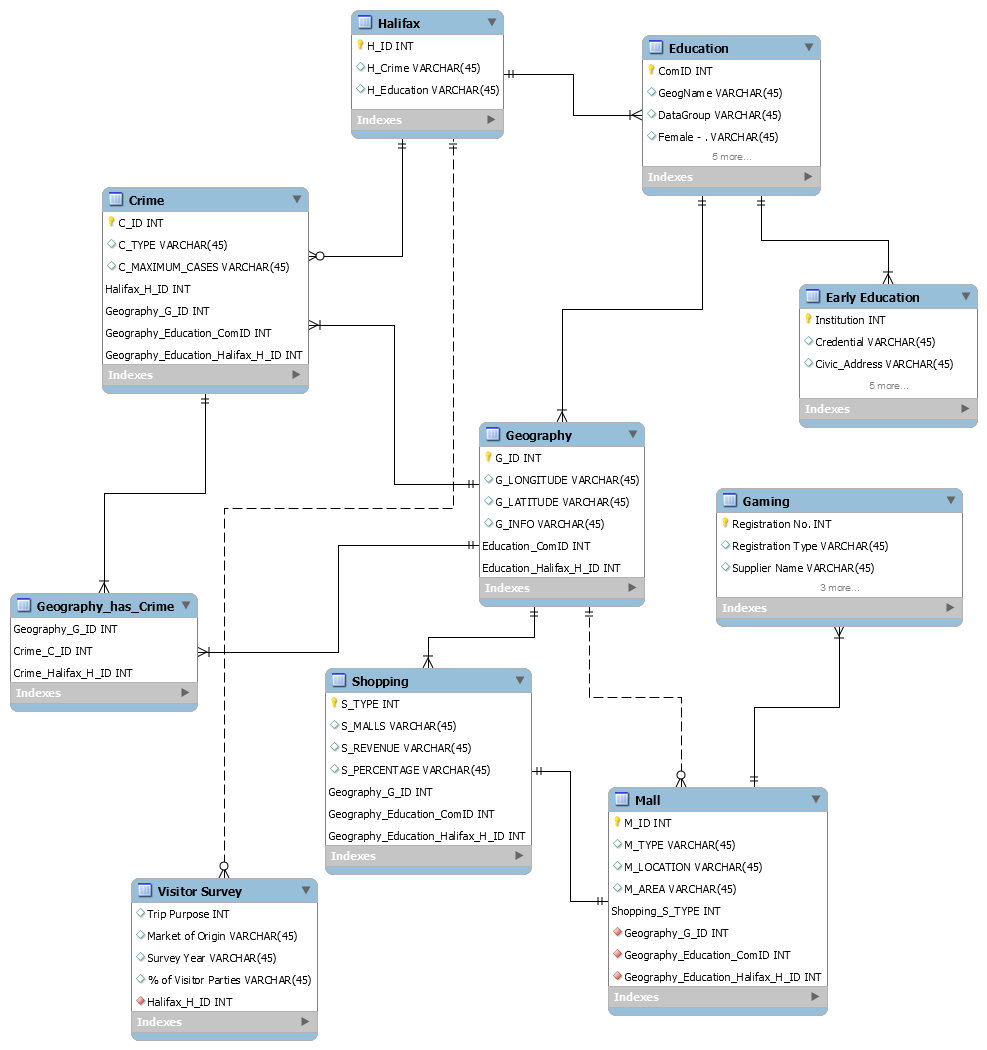 Halifax
H_ID INT
H_Crime VARCHAR(45)
H_Education VARCHAR(45)
Indexes
Education
ComID INT
GeogName VARCHAR(45)
DataGroup VARCHAR(45)
Female - . VARCHAR(45)
5 more...
Indexes
Crime
C_ID INT
C_TYPE VARCHAR(45)
C_MAXIMUM_CASES VARCHAR(45)
Halifax_H_ID INT
Geography_G_ID INT
Geography_Education_ComID INT
Geography_Education_Halifax_H_ID INT
Indexes
Early Education
Institution INT
Credential VARCHAR(45)
Civic_Address VARCHAR(45)
5 more...
Indexes
Geography
G_ID INT
G_LONGITUDE VARCHAR(45)
G_LATITUDE VARCHAR(45)
G_INFO VARCHAR(45)
Education_ComID INT
Education_Halifax_H_ID INT
Indexes
Gaming
Registration No. INT
Registration Type VARCHAR(45)
Supplier Name VARCHAR(45)
3 more...
Indexes
Geography_has_Crime
Geography_G_ID INT
Crime_C_ID INT
Crime_Halifax_H_ID INT
Indexes
Shopping
S_TYPE INT
S_MALLS VARCHAR(45)
S_REVENUE VARCHAR(45)
S_PERCENTAGE VARCHAR(45)
Geography_G_ID INT
Geography_Education_ComID INT
Geography_Education_Halifax_H_ID INT
Indexes
Mall
M_ID INT
M_TYPE VARCHAR(45)
M_LOCATION VARCHAR(45)
M_AREA VARCHAR(45)
Shopping_S_TYPE INT
Geography_G_ID INT
Geography_Education_ComID INT
Geography_Education_Halifax_H_ID INT
Indexes
Visitor Survey
Trip Purpose INT
Market of Origin VARCHAR(45)
Survey Year VARCHAR(45)
% of Visitor Parties VARCHAR(45)
Halifax_H_ID INT
Indexes